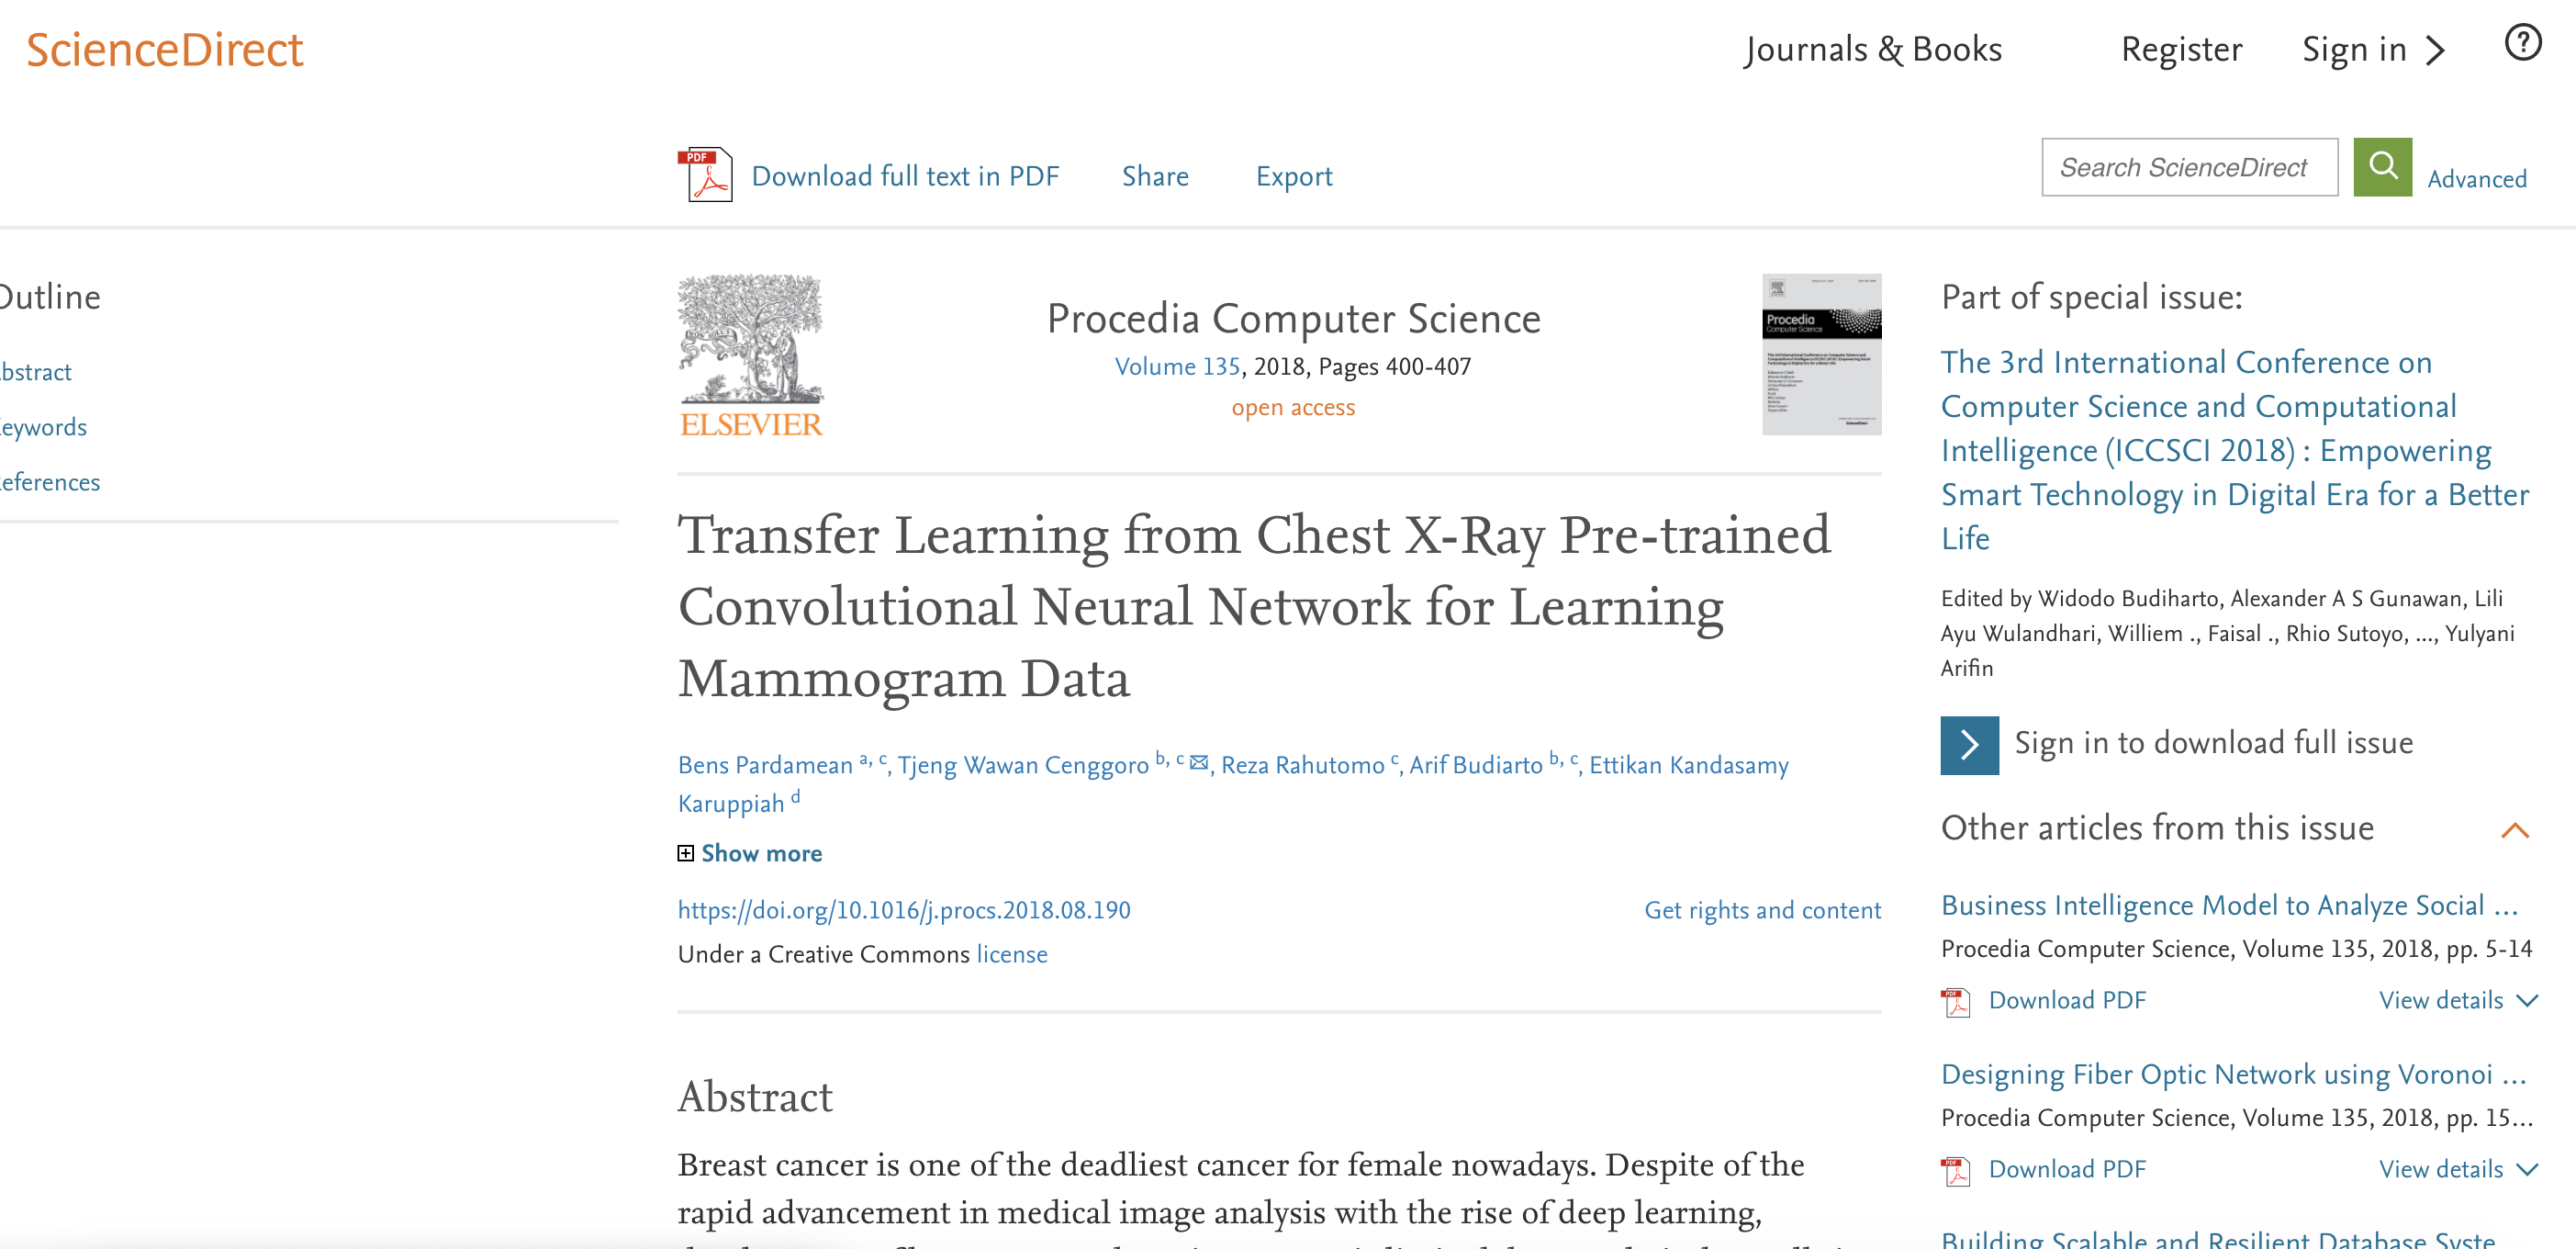 ScienceDirect
Journals & Books
Register
Sign in
?
PDF
Download full text in PDF
Share
Export
Search ScienceDirect
Advanced
Outline
bstract
eywords
eferences
ELSEVIER
Procedia Computer Science
Volume 135, 2018, Pages 400-407
open access
Procedia
Computer Science
Transfer Learning from Chest X-Ray Pre-trained
Convolutional Neural Network for Learning
Mammogram Data
Bens Pardamean a, c, Tjeng Wawan Cenggoro b, c, Reza Rahutomo c, Arif Budiarto b, c, Ettikan Kandasamy
Karuppiah d
Show more
https://doi.org/10.1016/j.procs.2018.08.190
Get rights and content
Under a Creative Commons license
Abstract
Breast cancer is one of the deadliest cancer for female nowadays. Despite of the
rapid advancement in medical image analysis with the rise of deep learning,
Part of special issue:
The 3rd International Conference on
Computer Science and Computational
Intelligence (ICCSCI 2018) : Empowering
Smart Technology in Digital Era for a Better
Life
Edited by Widodo Budiharto, Alexander A S Gunawan, Lili
Ayu Wulandhari, Williem ., Faisal ., Rhio Sutoyo, ..., Yulyani
Arifin
Sign in to download full issue
Other articles from this issue
Business Intelligence Model to Analyze Social ...
Procedia Computer Science, Volume 135, 2018, pp. 5-14
PDF
Download PDF
View details
Designing Fiber Optic Network using Voronoi ...
Procedia Computer Science, Volume 135, 2018, pp. 15...
PDF
Download PDF
View details
Building Scalable and Resilient Database Syste...